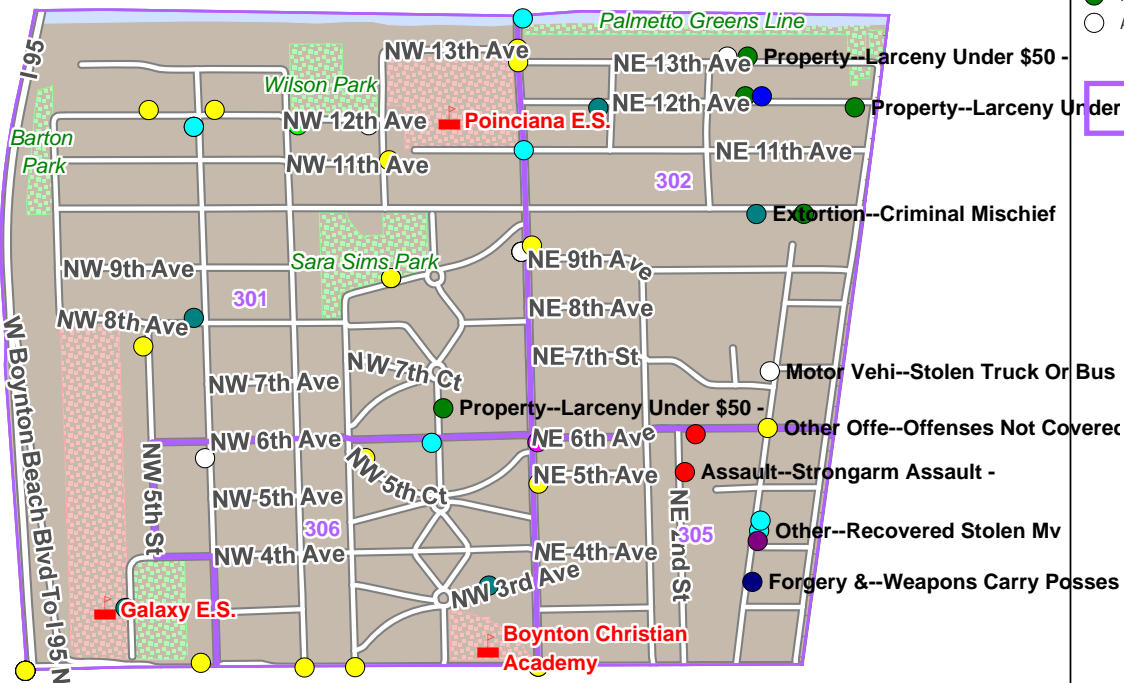 Palmetto Greens Line
I-95
NW 13th Ave
NE 13th Ave
Property--Larceny Under $50 -
A
Wilson Park
NE 12th Ave
Property--Larceny Under
NW 12th Ave
Poinciana E.S.
Barton
Park
NW 11th Ave
NE 11th Ave
302
Extortion--Criminal Mischief
Sara Sims Park
NW 9th Ave
NE 9th Ave
301
NE 8th Ave
NW 8th Ave
NE 7th St
NW 7th Ct
NW 7th Ave
Motor Vehi--Stolen Truck Or Bus
Property--Larceny Under $50 -
Other Offe--Offenses Not Covered
NW 6th Ave
NE 6th Ave
NW 5th Ct
NE 5th Ave
Assault--Strongarm Assault -
NW 5th St
NW 5th Ave
306
305
NE 2nd St
Other--Recovered Stolen Mv
NW 4th Ave
NE 4th Ave
NW 3rd Ave
Forgery &--Weapons Carry Posses
Galaxy E.S.
W Boynton Beach Blvd To I-95 N
Boynton Christian
Academy